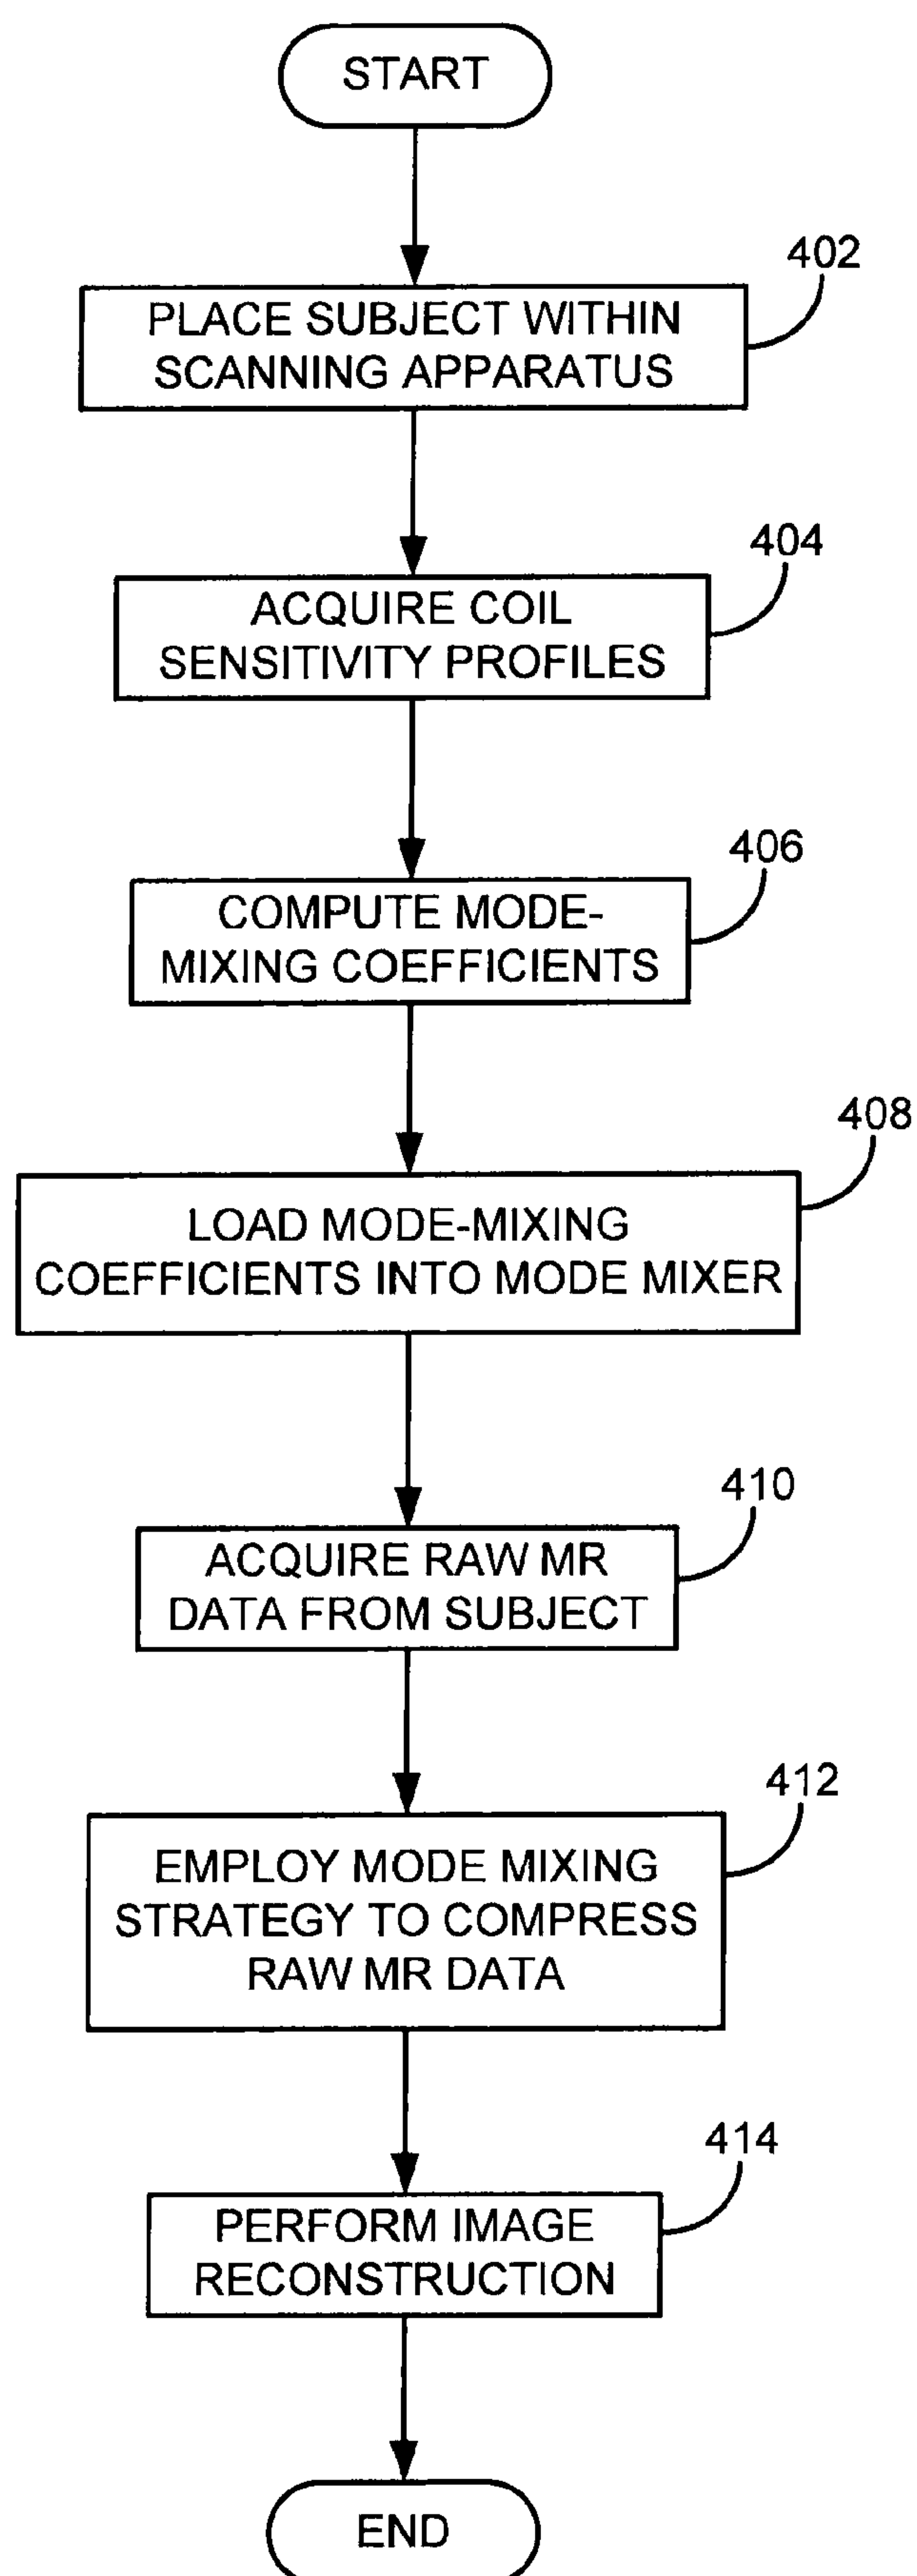 START
402
PLACE SUBJECT WITHIN
SCANNING APPARATUS
404
ACQUIRE COIL
SENSITIVITY PROFILES
406
COMPUTE MODE-
MIXING COEFFICIENTS
408
LOAD MODE-MIXING
COEFFICIENTS INTO MODE MIXER
410
ACQUIRE RAW MR
DATA FROM SUBJECT
412
EMPLOY MODE MIXING
STRATEGY TO COMPRESS
RAW MR DATA
414
PERFORM IMAGE
RECONSTRUCTION
END